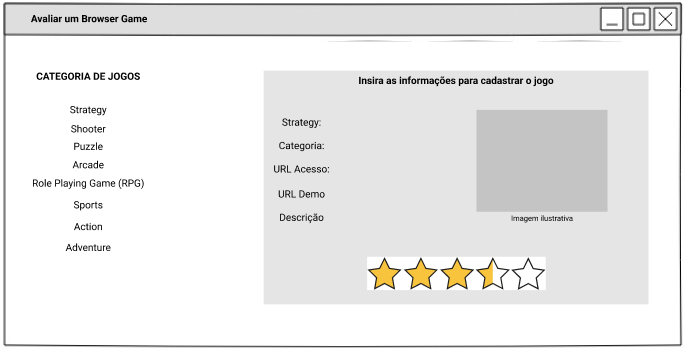 Avaliar um Browser Game
CATEGORIA DE JOGOS
Strategy
Shooter
Puzzle
Arcade
Role Playing Game (RPG)
Sports
Action
Adventure
Insira as informações para cadastrar o jogo
Strategy:
Categoria:
URL Acesso:
URL Demo
Descrição
Imagem ilustrativa